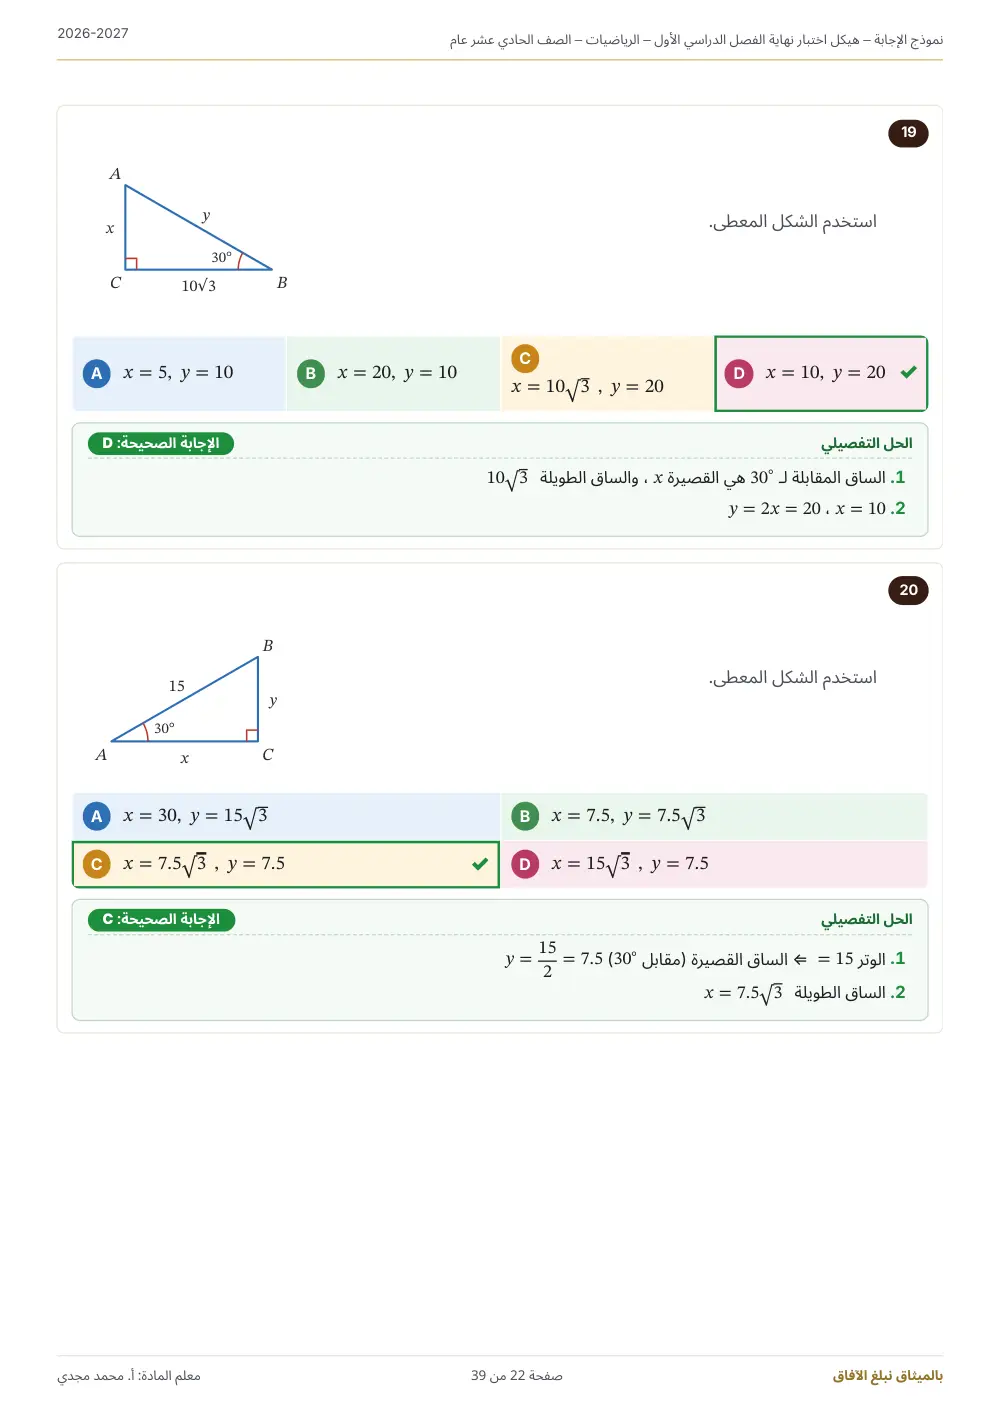 نموذج الإجابة – هيكل اختبار نهاية الفصل الدراسي الأول – الرياضيات – الصف الحادي عشر عام
2026-2027
19
استخدم الشكل المعطى.
A
x
y
30°
C
10√3
B
A x = 5, y = 10
B x = 20, y = 10
C x = 10√3 , y = 20
D x = 10, y = 20 ✓
الحل التفصيلي
الإجابة الصحيحة: D
1. الساق المقابلة لـ 30° هي القصيرة x ، والساق الطويلة 10√3
2. x = 10 ، y = 2x = 20
20
استخدم الشكل المعطى.
B
15
y
30°
A
x
C
A x = 30, y = 15√3
B x = 7.5, y = 7.5√3
C x = 7.5√3 , y = 7.5 ✓
D x = 15√3 , y = 7.5
الحل التفصيلي
الإجابة الصحيحة: C
1. الوتر 15 = ⇐ الساق القصيرة (مقابل 30°) y = 15/2 = 7.5
2. الساق الطويلة x = 7.5√3
بالميثاق نبلغ الآفاق
صفحة 22 من 39
معلم المادة: أ. محمد مجدي